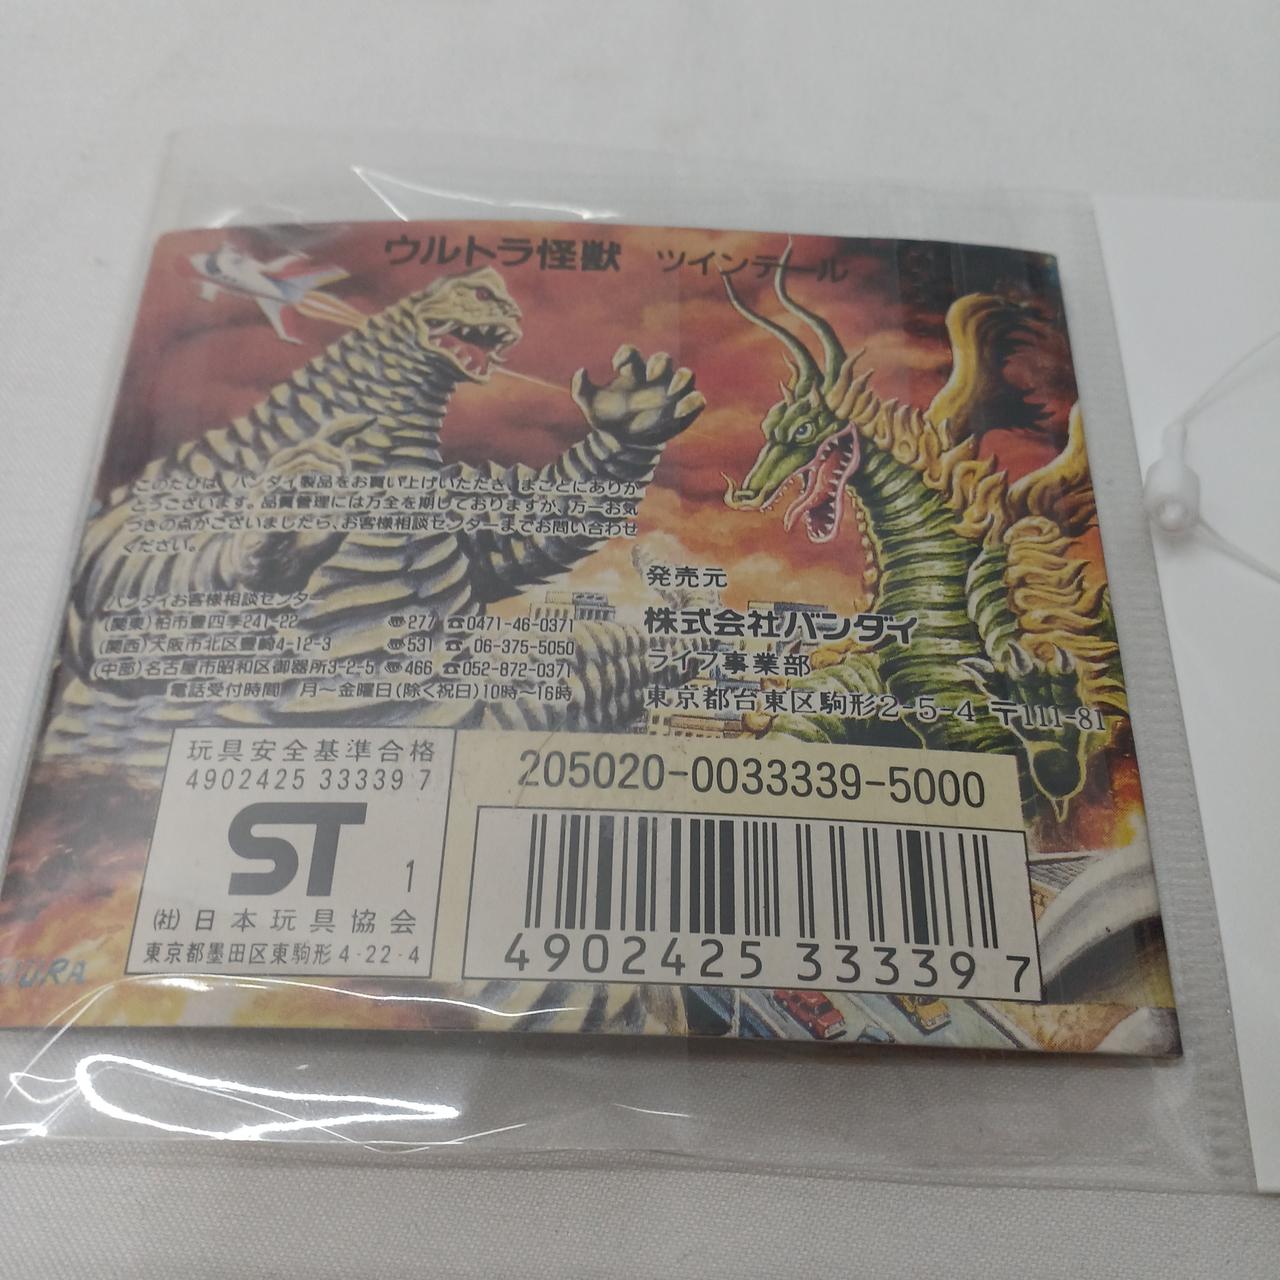 ウルトラ怪獣 ツインテール
このたびは、バンダイ製品をお買い上げいただき、まことにありが
とうございます。品質管理には万全を期しておりますが、万一お気
づきの点がございましたら、お客様相談センターまでお問い合わせ
ください。
バンダイお客様相談センター
(関東)柏市豊四季241-22 〠277 ☎0471-46-0371
(関西)大阪市北区豊崎4-12-3 〠531 ☎06-375-5050
(中部)名古屋市昭和区御器所3-2-5 〠466 ☎052-872-0371
電話受付時間 月〜金曜日(除く祝日)10時〜16時
発売元
株式会社バンダイ
ライフ事業部
東京都台東区駒形2-5-4 〒111-81
玩具安全基準合格
4902425 33339 7
ST 1
(社)日本玩具協会
東京都墨田区東駒形4-22-4
205020-0033339-5000
4902425 33339 7